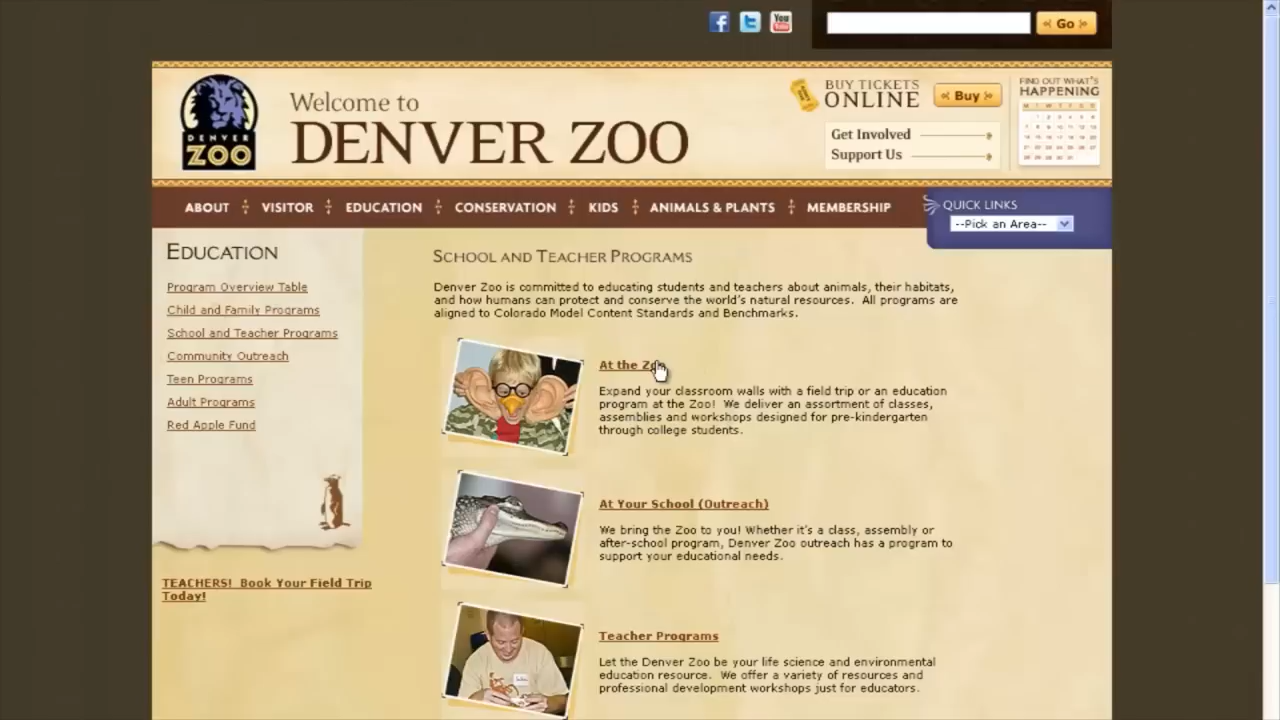 Go
DENVER
ZOO
Welcome to
DENVER ZOO
BUY TICKETS
ONLINE
Buy
Get Involved
Support Us
FIND OUT WHAT'S
HAPPENING
ABOUT
VISITOR
EDUCATION
CONSERVATION
KIDS
ANIMALS & PLANTS
MEMBERSHIP
QUICK LINKS
--Pick an Area--
EDUCATION
Program Overview Table
Child and Family Programs
School and Teacher Programs
Community Outreach
Teen Programs
Adult Programs
Red Apple Fund
TEACHERS! Book Your Field Trip
Today!
SCHOOL AND TEACHER PROGRAMS
Denver Zoo is committed to educating students and teachers about animals, their habitats,
and how humans can protect and conserve the world's natural resources. All programs are
aligned to Colorado Model Content Standards and Benchmarks.
At the Zoo
Expand your classroom walls with a field trip or an education
program at the Zoo! We deliver an assortment of classes,
assemblies and workshops designed for pre-kindergarten
through college students.
At Your School (Outreach)
We bring the Zoo to you! Whether it's a class, assembly or
after-school program, Denver Zoo outreach has a program to
support your educational needs.
Teacher Programs
Let the Denver Zoo be your life science and environmental
education resource. We offer a variety of resources and
professional development workshops just for educators.